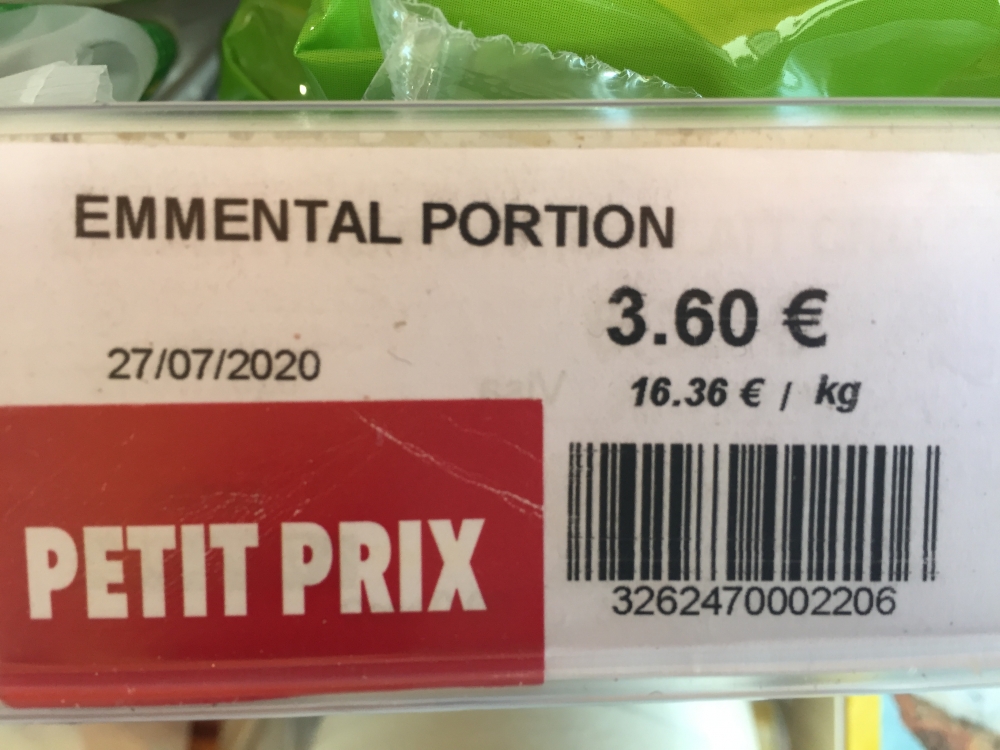 EMMENTAL PORTION
3.60 €
27/07/2020
16.36 € / kg
PETIT PRIX
3262470002206